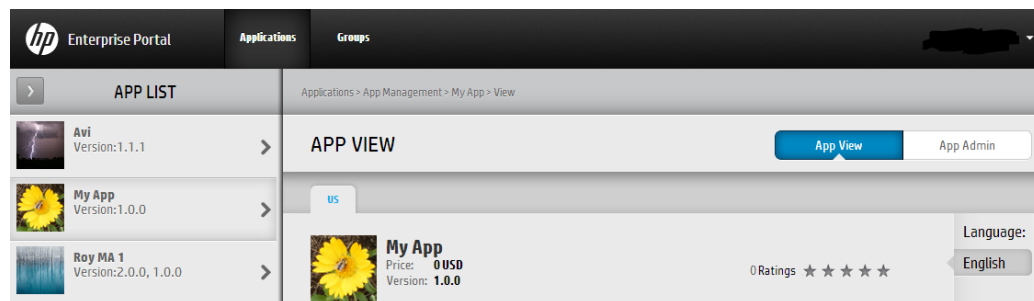 hp Enterprise Portal Applications Groups
APP LIST
Applications > App Management > My App > View
Avi
Version:1.1.1
My App
Version:1.0.0
Roy MA 1
Version:2.0.0, 1.0.0
APP VIEW
App View App Admin
US
My App
Price: 0 USD
Version: 1.0.0
0 Ratings
Language:
English